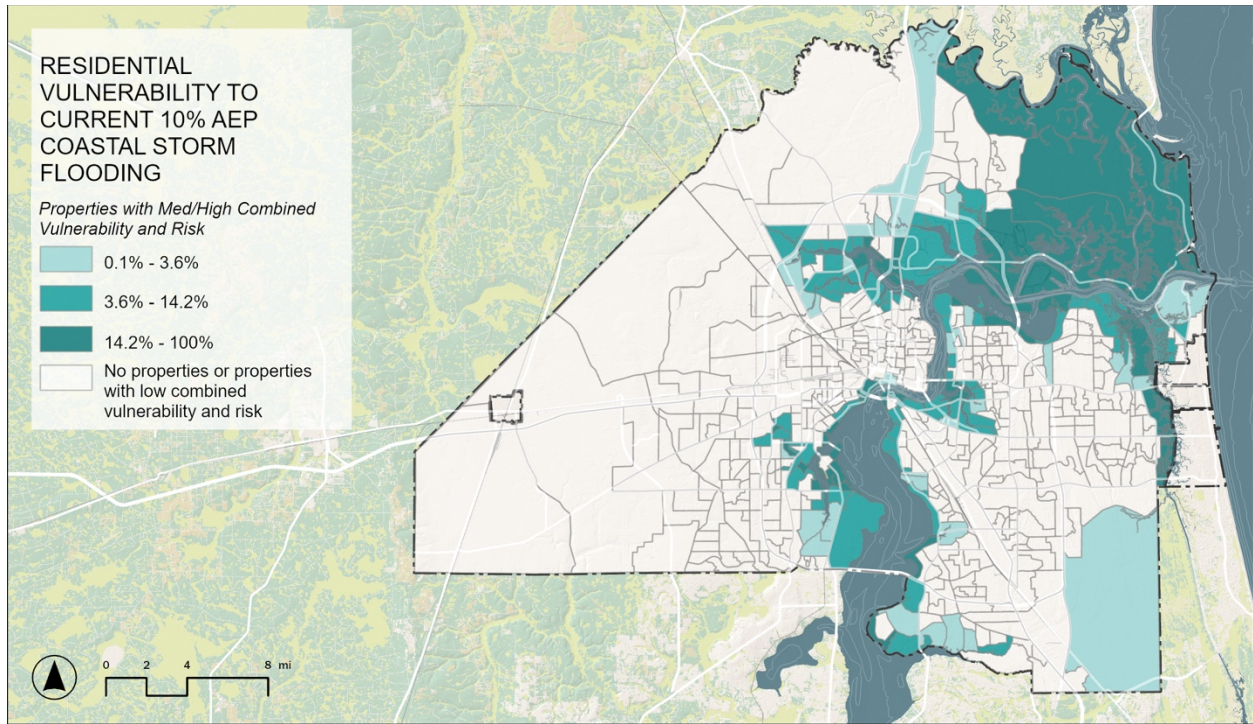 RESIDENTIAL
VULNERABILITY TO
CURRENT 10% AEP
COASTAL STORM
FLOODING
Properties with Med/High Combined
Vulnerability and Risk
0.1% - 3.6%
3.6% - 14.2%
14.2% - 100%
No properties or properties
with low combined
vulnerability and risk
0 2 4 8 mi